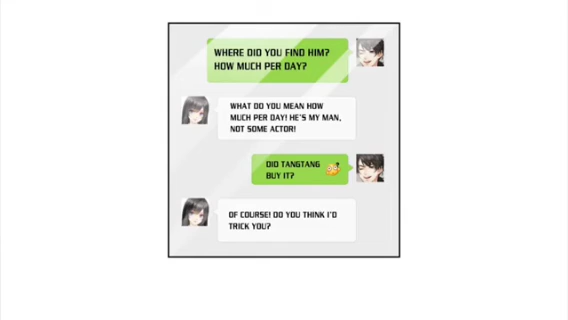 WHERE DID YOU FIND HIM?
HOW MUCH PER DAY?
WHAT DO YOU MEAN HOW
MUCH PER DAY! HE'S MY MAN,
NOT SOME ACTOR!
DID TANGTANG
BUY IT?
OF COURSE! DO YOU THINK I'D
TRICK YOU?